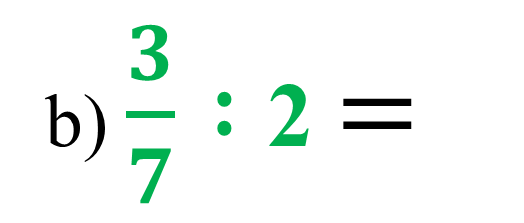 b) 3/7 : 2 =